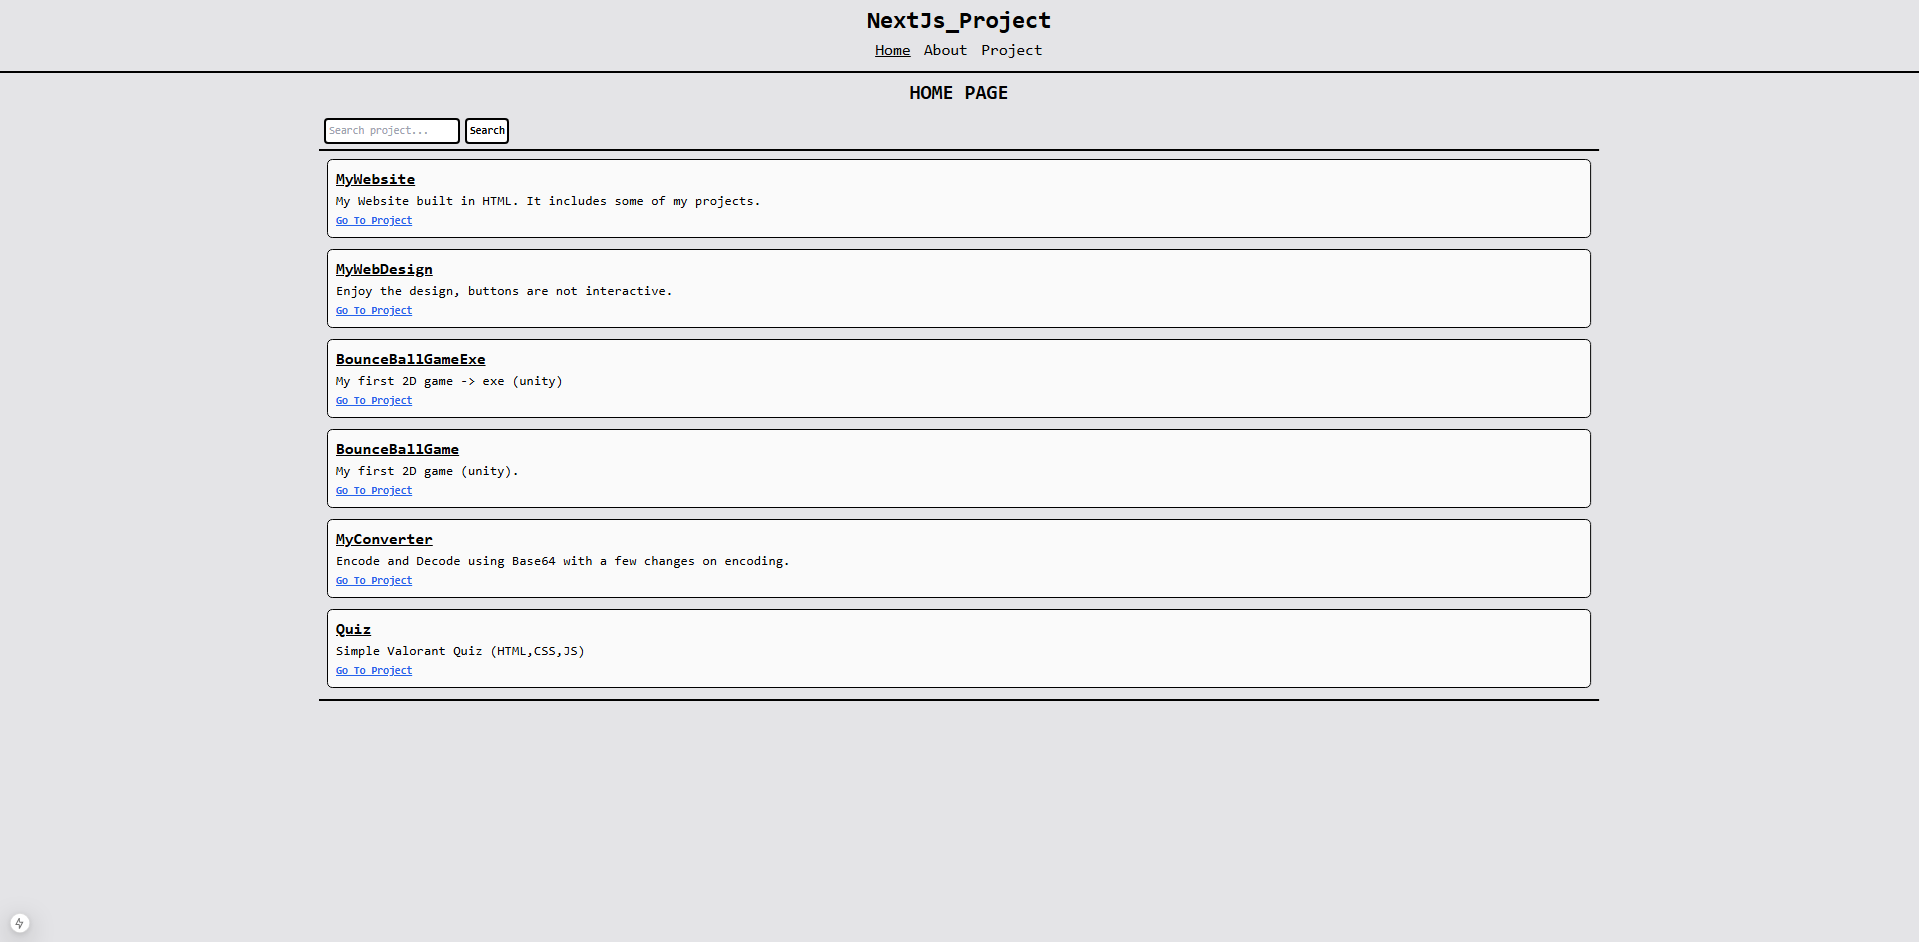 NextJs_Project
Home About Project
HOME PAGE
Search project... Search
MyWebsite
My Website built in HTML. It includes some of my projects.
Go To Project
MyWebDesign
Enjoy the design, buttons are not interactive.
Go To Project
BounceBallGameExe
My first 2D game -> exe (unity)
Go To Project
BounceBallGame
My first 2D game (unity).
Go To Project
MyConverter
Encode and Decode using Base64 with a few changes on encoding.
Go To Project
Quiz
Simple Valorant Quiz (HTML,CSS,JS)
Go To Project